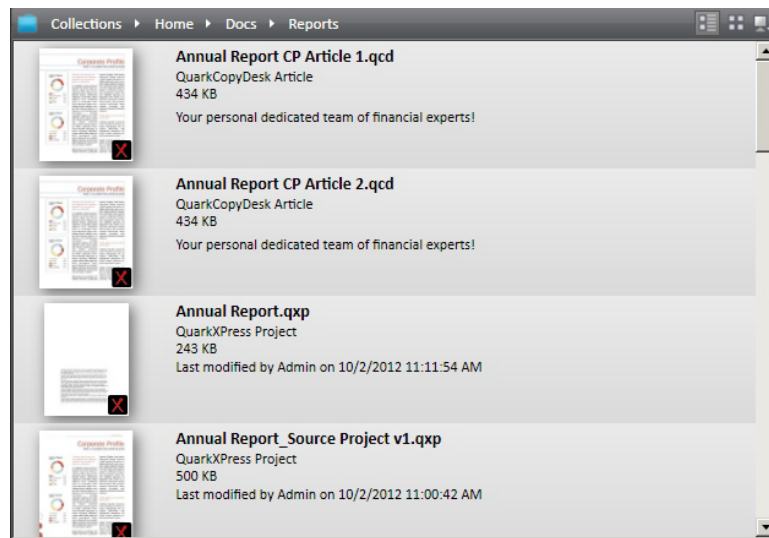 Collections Home Docs Reports
Annual Report CP Article 1.qcd
QuarkCopyDesk Article
434 KB
Your personal dedicated team of financial experts!
Annual Report CP Article 2.qcd
QuarkCopyDesk Article
434 KB
Your personal dedicated team of financial experts!
Annual Report.qxp
QuarkXPress Project
243 KB
Last modified by Admin on 10/2/2012 11:11:54 AM
Annual Report_Source Project v1.qxp
QuarkXPress Project
500 KB
Last modified by Admin on 10/2/2012 11:00:42 AM
Corporate Profile
Corporate Profile
Corporate Profile